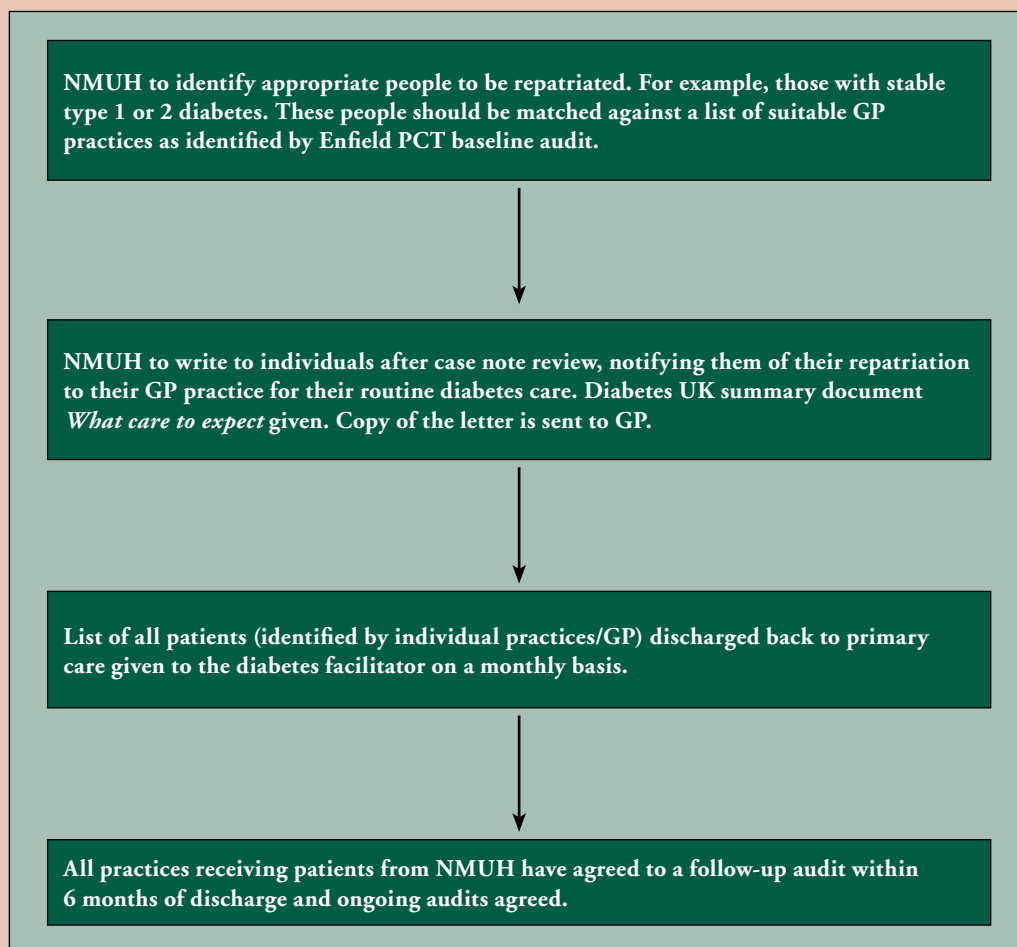 NMUH to identify appropriate people to be repatriated. For example, those with stable
type 1 or 2 diabetes. These people should be matched against a list of suitable GP
practices as identified by Enfield PCT baseline audit.
NMUH to write to individuals after case note review, notifying them of their repatriation
to their GP practice for their routine diabetes care. Diabetes UK summary document
What care to expect given. Copy of the letter is sent to GP.
List of all patients (identified by individual practices/GP) discharged back to primary
care given to the diabetes facilitator on a monthly basis.
All practices receiving patients from NMUH have agreed to a follow-up audit within
6 months of discharge and ongoing audits agreed.